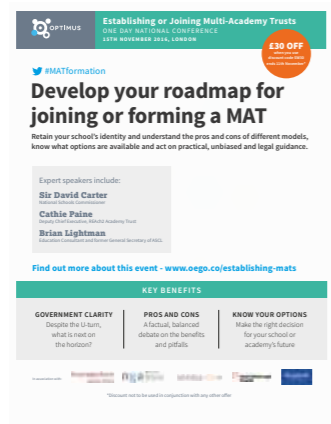 OPTIMUS
Establishing or Joining Multi-Academy Trusts
ONE DAY NATIONAL CONFERENCE
15TH NOVEMBER 2016, LONDON
£30 OFF
#MATformation
Develop your roadmap for
joining or forming a MAT
Retain your school's identity and understand the pros and cons of different models,
know what options are available and act on practical, unbiased and legal guidance.
Expert speakers include:
Sir David Carter
National Schools Commissioner
Cathie Paine
Deputy Chief Executive, REAch2 Academy Trust
Brian Lightman
Education Consultant and former General Secretary of ASCL
Find out more about this event - www.oego.co/establishing-mats
KEY BENEFITS
GOVERNMENT CLARITY
Despite the U-turn,
what is next on
the horizon?
PROS AND CONS
A factual, balanced
debate on the benefits
and pitfalls
KNOW YOUR OPTIONS
Make the right decision
for your school or
academy's future
In association with:
*Discount not to be used in conjunction with any other offer